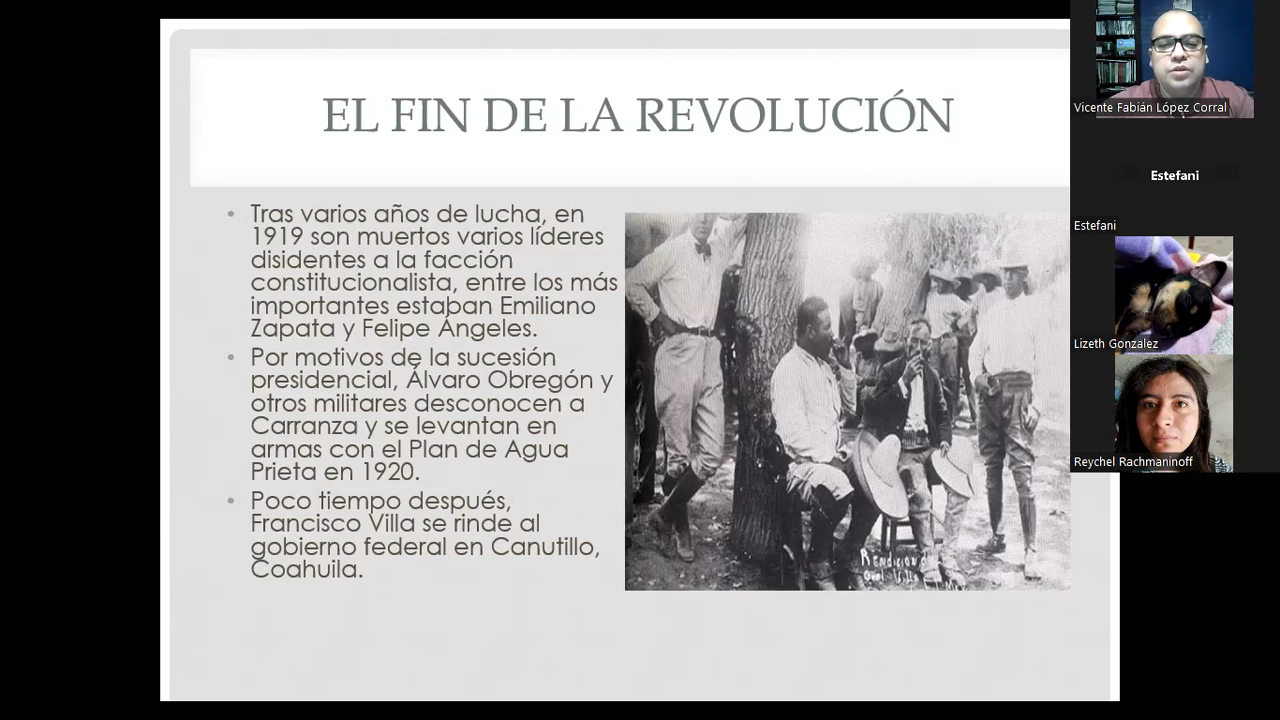 EL FIN DE LA REVOLUCIÓN
• Tras varios años de lucha, en
1919 son muertos varios líderes
disidentes a la facción
constitucionalista, entre los más
importantes estaban Emiliano
Zapata y Felipe Ángeles.
• Por motivos de la sucesión
presidencial, Álvaro Obregón y
otros militares desconocen a
Carranza y se levantan en
armas con el Plan de Agua
Prieta en 1920.
• Poco tiempo después,
Francisco Villa se rinde al
gobierno federal en Canutillo,
Coahuila.
Rendicion
Gral Villa
Vicente Fabián López Corral
Estefani
Estefani
Lizeth Gonzalez
Reychel Rachmaninoff